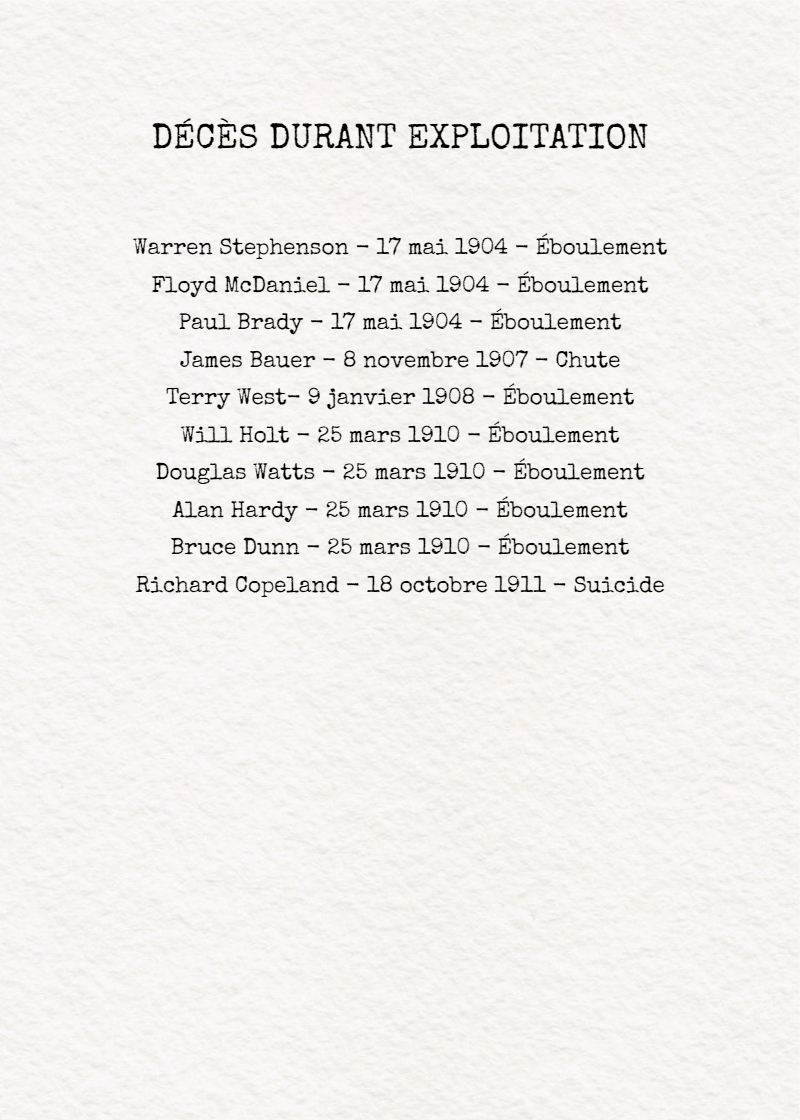 DÉCÈS DURANT EXPLOITATION
Warren Stephenson - 17 mai 1904 - Éboulement
Floyd McDaniel - 17 mai 1904 - Éboulement
Paul Brady - 17 mai 1904 - Éboulement
James Bauer - 8 novembre 1907 - Chute
Terry West- 9 janvier 1908 - Éboulement
Will Holt - 25 mars 1910 - Éboulement
Douglas Watts - 25 mars 1910 - Éboulement
Alan Hardy - 25 mars 1910 - Éboulement
Bruce Dunn - 25 mars 1910 - Éboulement
Richard Copeland - 18 octobre 1911 - Suicide